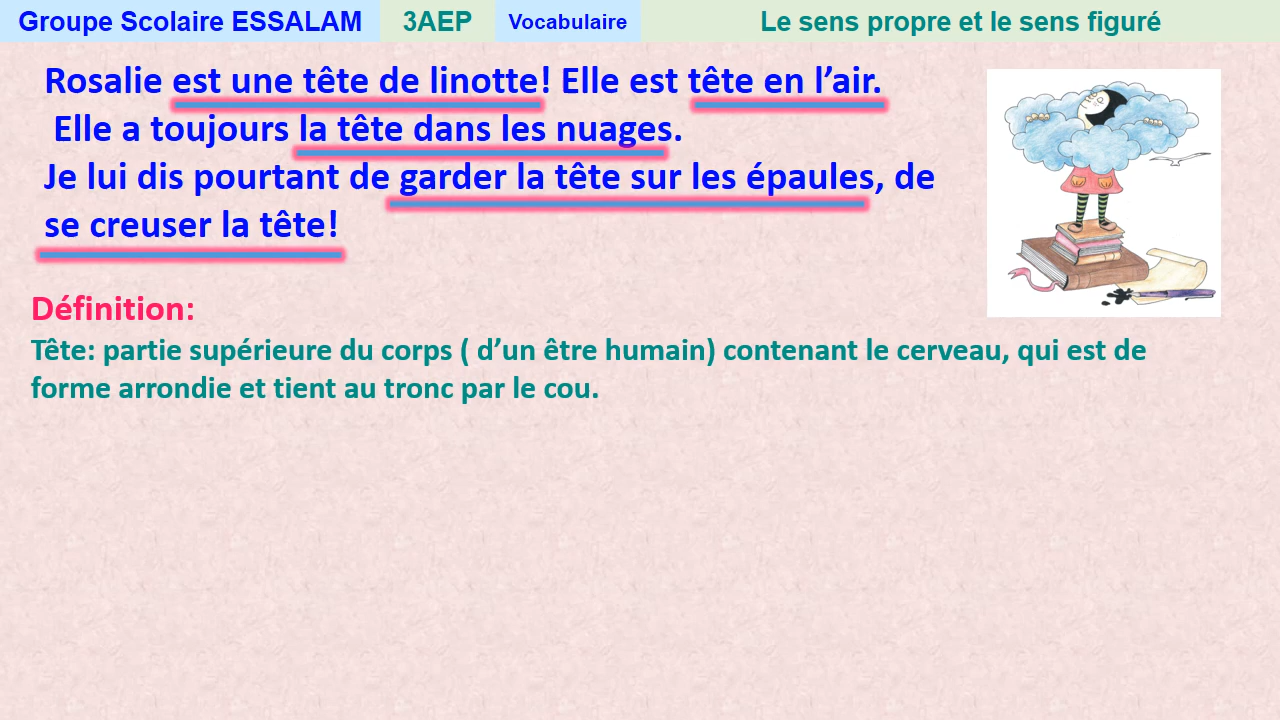 Groupe Scolaire ESSALAM 3AEP Vocabulaire Le sens propre et le sens figuré
Rosalie est une tête de linotte! Elle est tête en l’air.
Elle a toujours la tête dans les nuages.
Je lui dis pourtant de garder la tête sur les épaules, de
se creuser la tête!
Définition:
Tête: partie supérieure du corps ( d’un être humain) contenant le cerveau, qui est de
forme arrondie et tient au tronc par le cou.